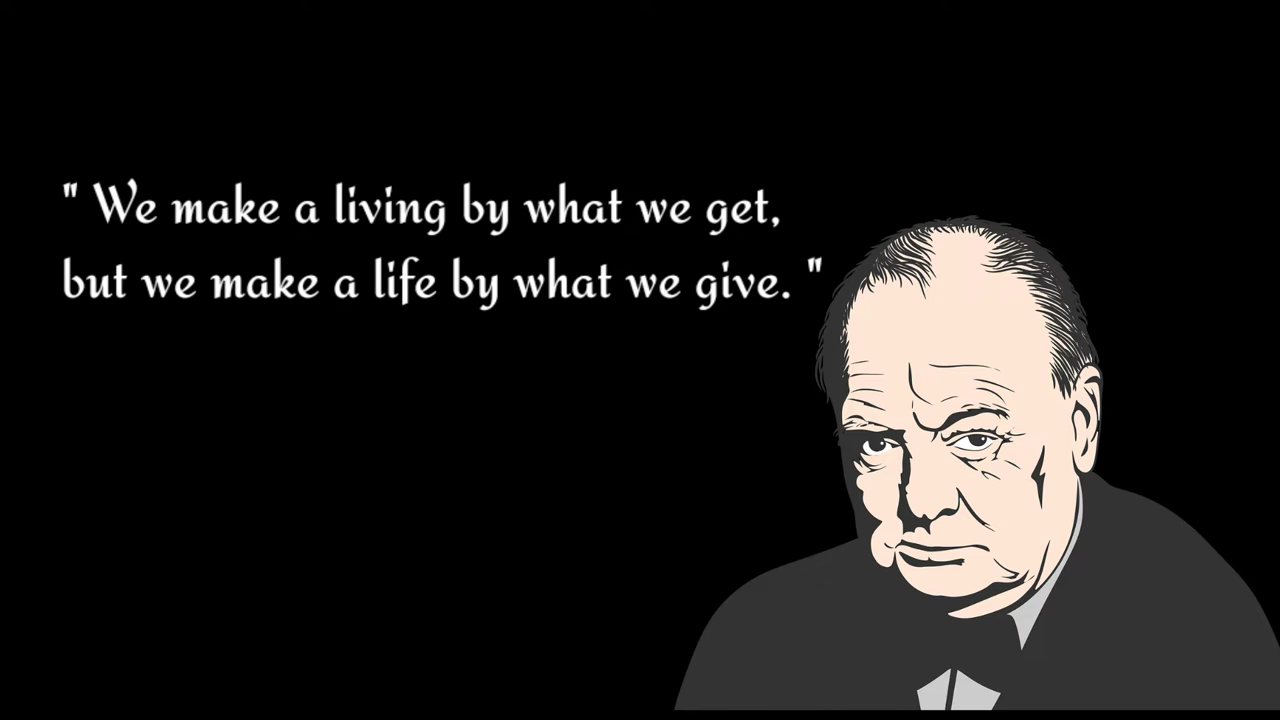 " We make a living by what we get,
but we make a life by what we give. "